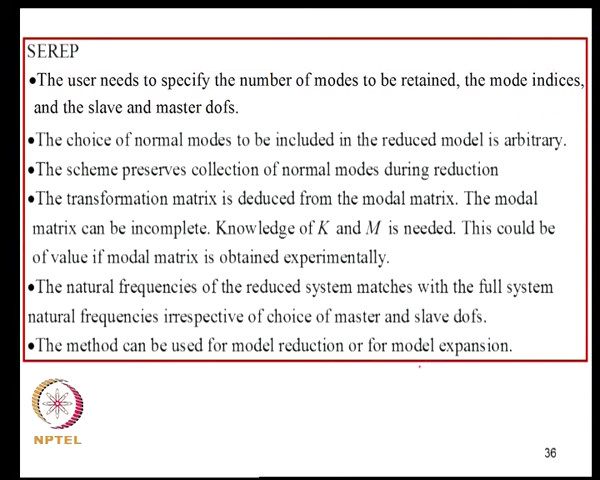 SEREP
•The user needs to specify the number of modes to be retained, the mode indices,
and the slave and master dofs.
•The choice of normal modes to be included in the reduced model is arbitrary.
•The scheme preserves collection of normal modes during reduction
•The transformation matrix is deduced from the modal matrix. The modal
matrix can be incomplete. Knowledge of K and M is needed. This could be
of value if modal matrix is obtained experimentally.
•The natural frequencies of the reduced system matches with the full system
natural frequencies irrespective of choice of master and slave dofs.
•The method can be used for model reduction or for model expansion.
NPTEL
36